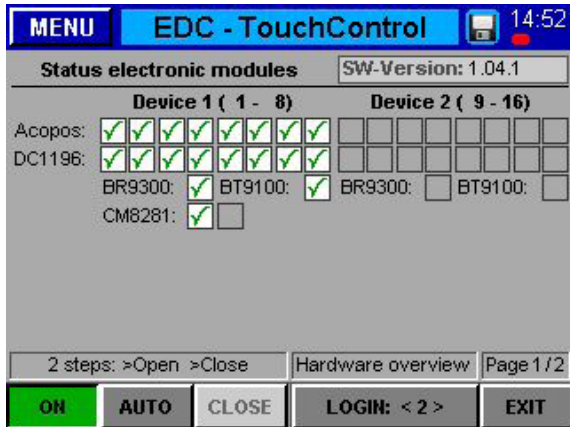 MENU EDC - TouchControl 14:52
Status electronic modules SW-Version: 1.04.1
Device 1 ( 1 - 8) Device 2 ( 9 - 16)
Acopos:
DC1196:
BR9300: BT9100: BR9300: BT9100:
CM8281:
2 steps: >Open >Close Hardware overview Page 1/2
ON AUTO CLOSE LOGIN: < 2 > EXIT